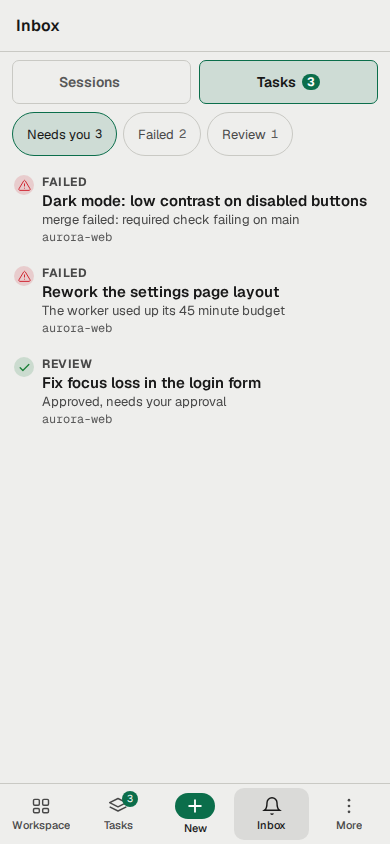 Inbox
Sessions
Tasks 3
Needs you 3
Failed 2
Review 1
FAILED
Dark mode: low contrast on disabled buttons
merge failed: required check failing on main
aurora-web
FAILED
Rework the settings page layout
The worker used up its 45 minute budget
aurora-web
REVIEW
Fix focus loss in the login form
Approved, needs your approval
aurora-web
3
Workspace
Tasks
New
Inbox
More